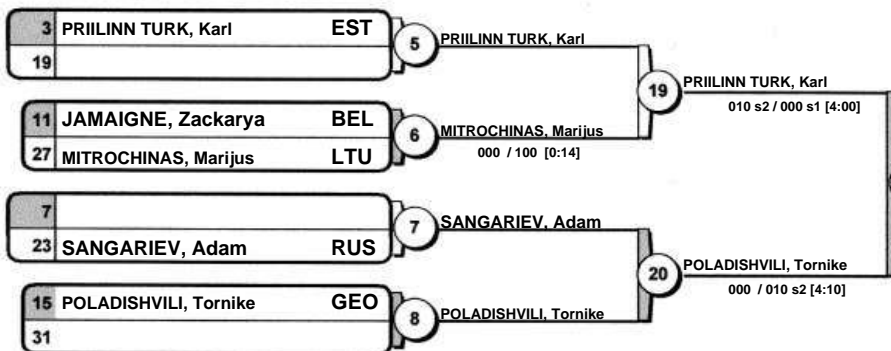 3 PRIILINN TURK, Karl EST
19
5
PRIILINN TURK, Karl
11 JAMAIGNE, Zackarya BEL
27 MITROCHINAS, Marijus LTU
6
MITROCHINAS, Marijus
000 / 100 [0:14]
19
PRIILINN TURK, Karl
010 s2 / 000 s1 [4:00]
7
23 SANGARIEV, Adam RUS
7
SANGARIEV, Adam
15 POLADISHVILI, Tornike GEO
31
8
POLADISHVILI, Tornike
20
POLADISHVILI, Tornike
000 / 010 s2 [4:10]